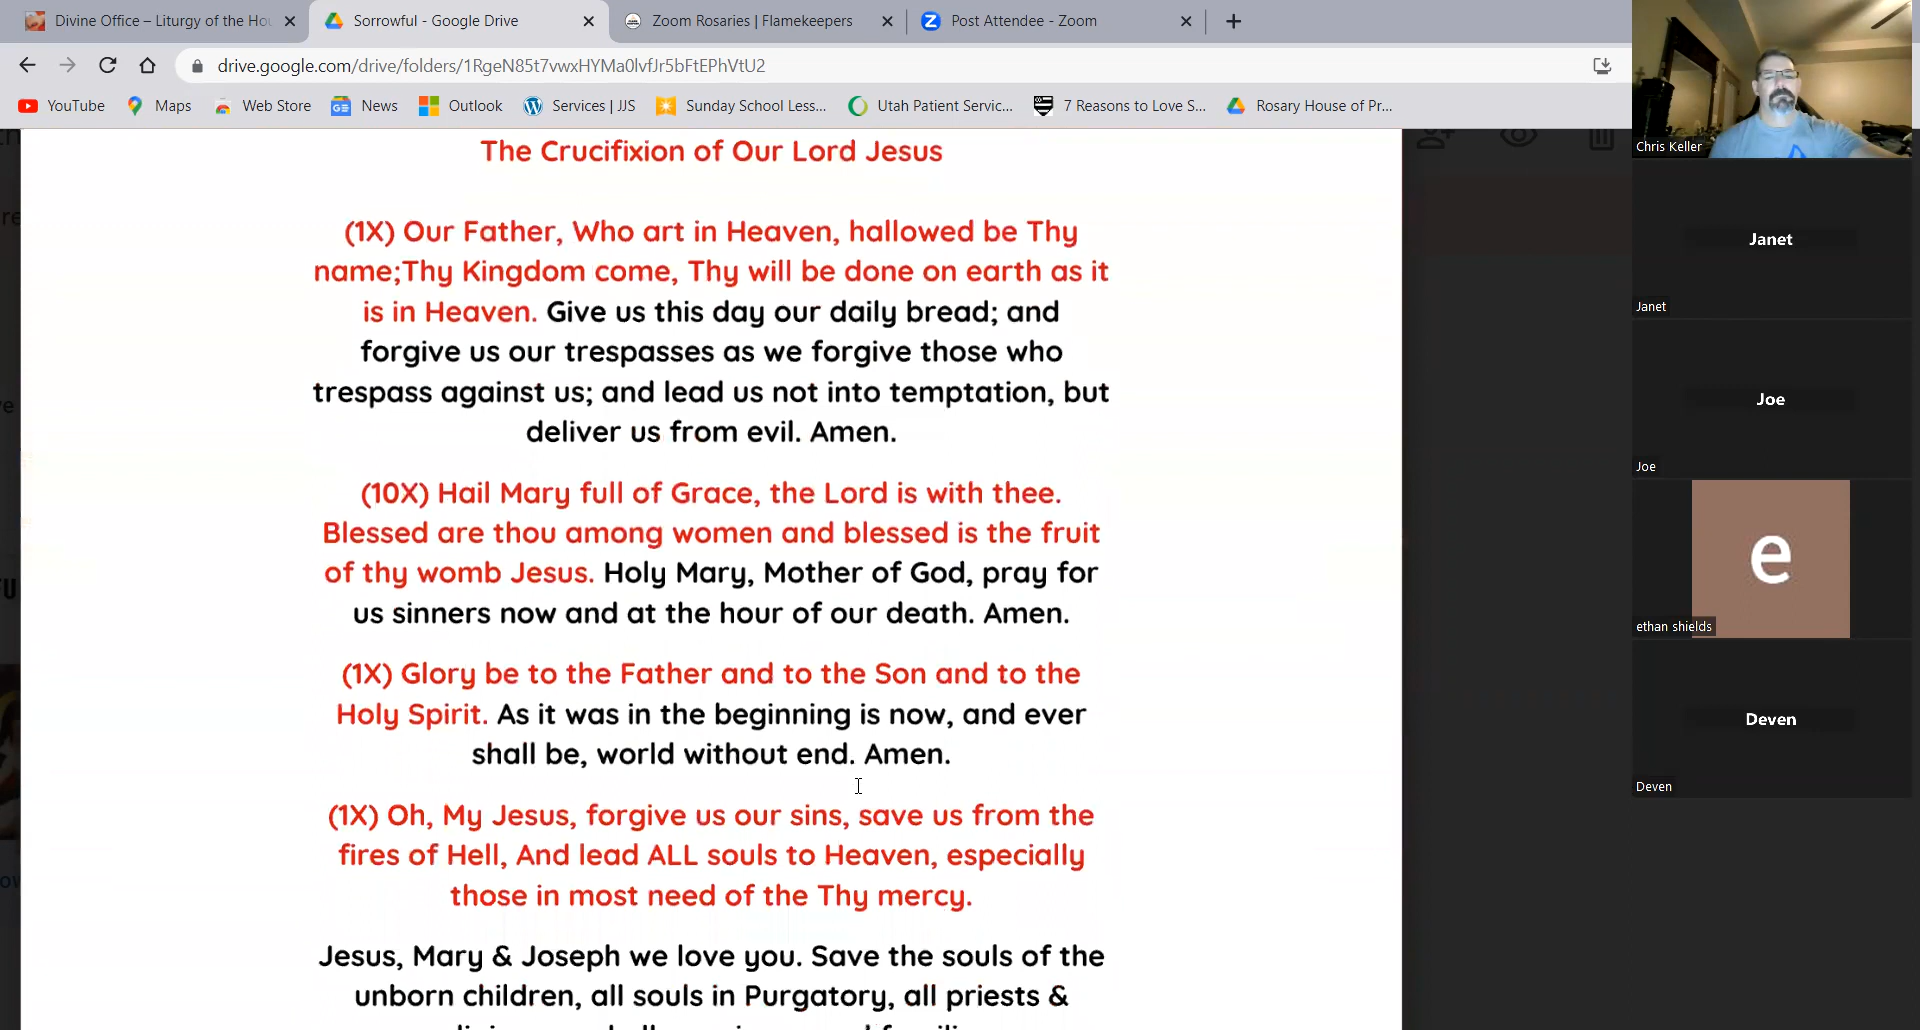 Divine Office – Liturgy of the Hou
Sorrowful - Google Drive
Zoom Rosaries | Flamekeepers
Post Attendee - Zoom
drive.google.com/drive/folders/1RgeN85t7vwxHYMa0lvfJr5bFtEPhVtU2
YouTube
Maps
Web Store
News
Outlook
Services | JJS
Sunday School Less...
Utah Patient Servic...
7 Reasons to Love S...
Rosary House of Pr...
The Crucifixion of Our Lord Jesus
(1X) Our Father, Who art in Heaven, hallowed be Thy
name;Thy Kingdom come, Thy will be done on earth as it
is in Heaven. Give us this day our daily bread; and
forgive us our trespasses as we forgive those who
trespass against us; and lead us not into temptation, but
deliver us from evil. Amen.
(10X) Hail Mary full of Grace, the Lord is with thee.
Blessed are thou among women and blessed is the fruit
of thy womb Jesus. Holy Mary, Mother of God, pray for
us sinners now and at the hour of our death. Amen.
(1X) Glory be to the Father and to the Son and to the
Holy Spirit. As it was in the beginning is now, and ever
shall be, world without end. Amen.
(1X) Oh, My Jesus, forgive us our sins, save us from the
fires of Hell, And lead ALL souls to Heaven, especially
those in most need of the Thy mercy.
Jesus, Mary & Joseph we love you. Save the souls of the
unborn children, all souls in Purgatory, all priests &
Chris Keller
Janet
Janet
Joe
Joe
e
ethan shields
Deven
Deven